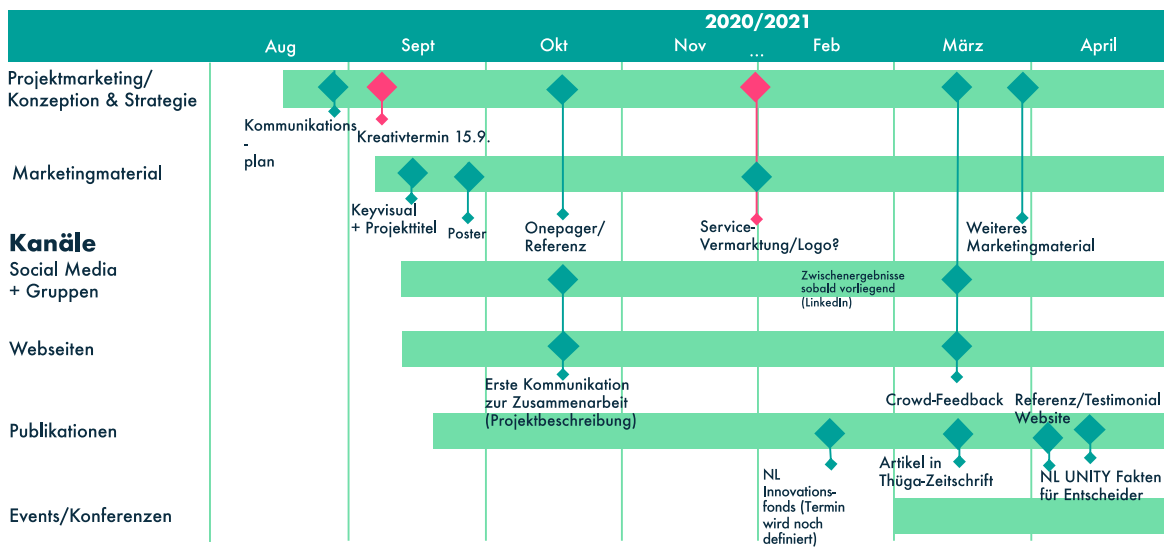 2020/2021
Aug Sept Okt Nov ... Feb März April
Projektmarketing/
Konzeption & Strategie
Kommunikations
-
plan
Kreativtermin 15.9.
Marketingmaterial
Keyvisual
+ Projekttitel
Poster
Onepager/
Referenz
Service-
Vermarktung/Logo?
Weiteres
Marketingmaterial
Kanäle
Social Media
+ Gruppen
Zwischenergebnisse
sobald vorliegend
(LinkedIn)
Webseiten
Erste Kommunikation
zur Zusammenarbeit
(Projektbeschreibung)
Crowd-Feedback
Referenz/Testimonial
Website
Publikationen
NL
Innovations-
fonds (Termin
wird noch
definiert)
Artikel in
Thüga-Zeitschrift
NL UNITY Fakten
für Entscheider
Events/Konferenzen